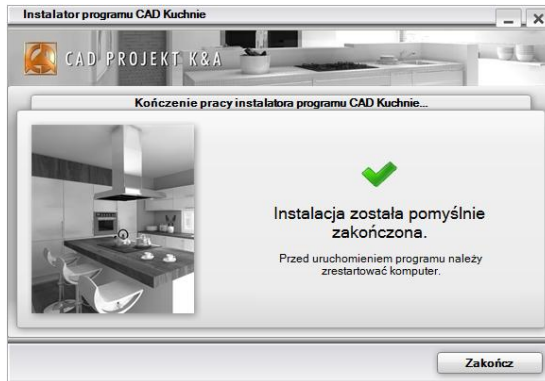 Instalator programu CAD Kuchnie
CAD PROJEKT K&A
Kończenie pracy instalatora programu CAD Kuchnie...
Instalacja została pomyślnie
zakończona.
Przed uruchomieniem programu należy
zrestartować komputer.
Zakończ